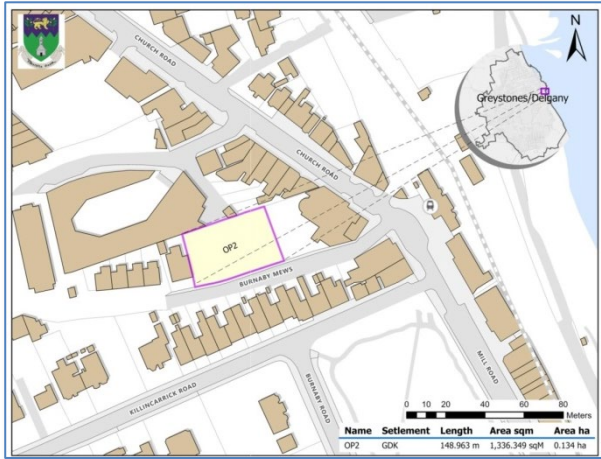 CHURCH ROAD
N
Greystones/Delgany
CHURCH ROAD
OP2
BURNABY MEWS
KILLINCARRICK ROAD
BURNABY ROAD
MILL ROAD
0 10 20 40 60 80
Meters
Name Setlement Length Area sqm Area ha
OP2 GDK 148.963 m 1,336.349 sqM 0.134 ha